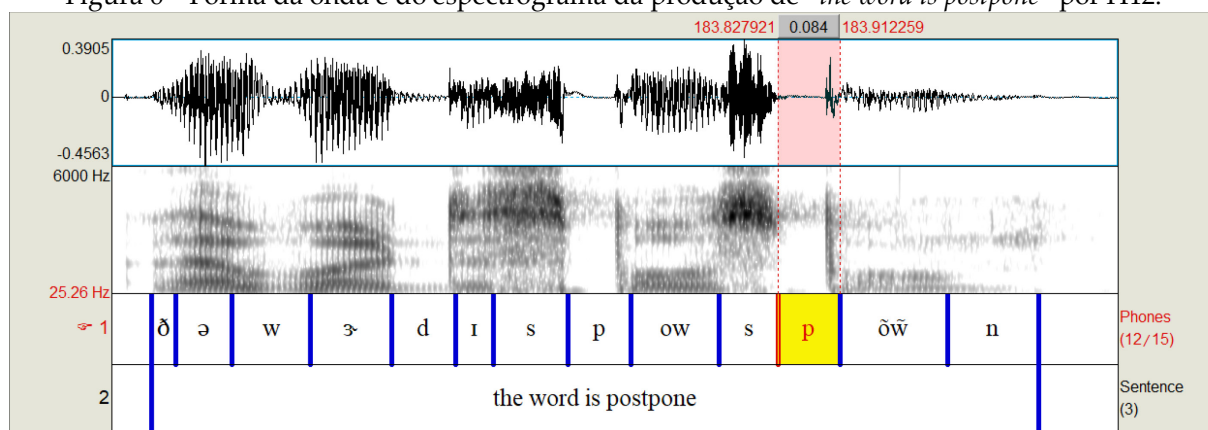 Figura 6 - Forma da onda e do espectrograma da produção de "the word is postpone" por H12.
183.827921 0.084 183.912259
0.3905
0
-0.4563
6000 Hz
25.26 Hz
1 ð ə w ɝ d ɪ s p ow s p õw̃ n Phones
(12/15)
2 the word is postpone Sentence
(3)